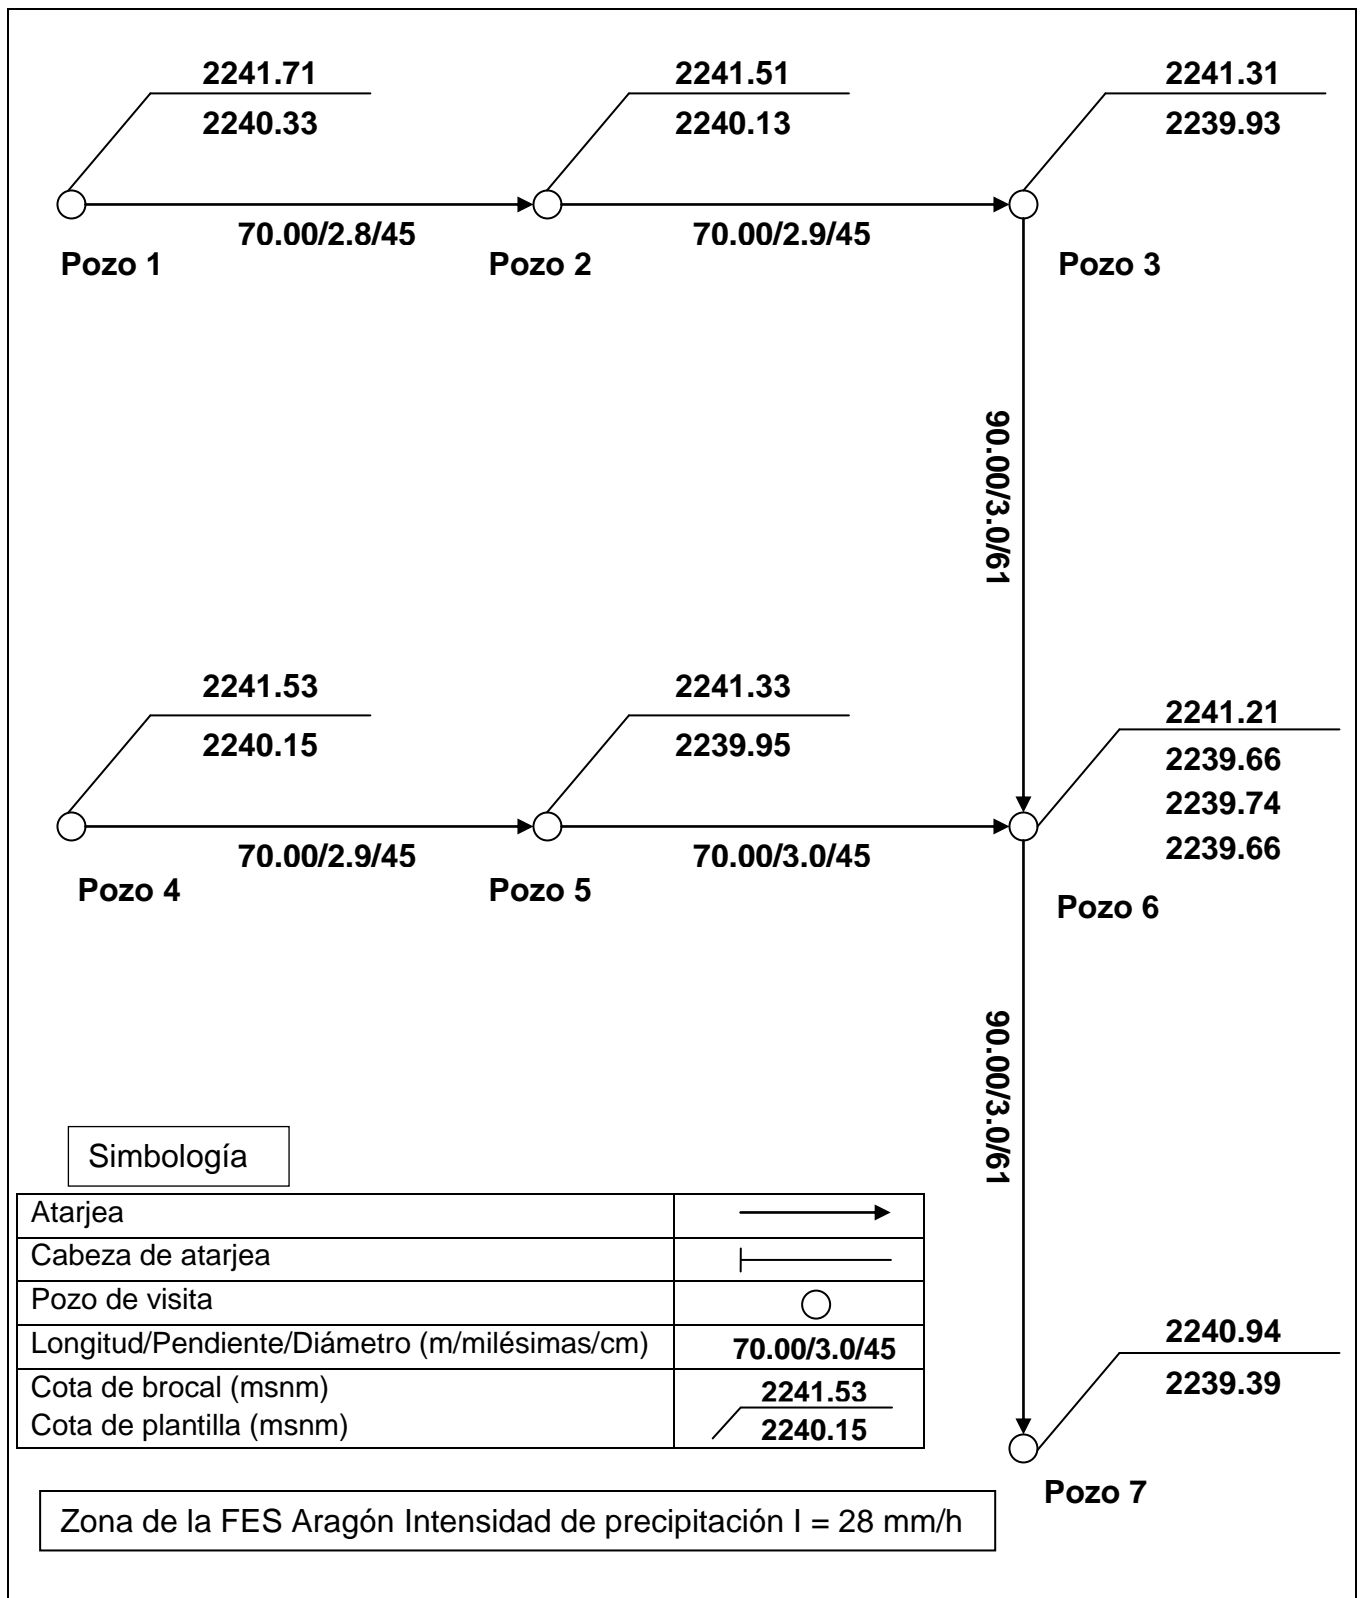 2241.71
2240.33
2241.51
2240.13
2241.31
2239.93
70.00/2.8/45
70.00/2.9/45
Pozo 1
Pozo 2
Pozo 3
90.00/3.0/61
2241.53
2240.15
2241.33
2239.95
2241.21
2239.66
2239.74
2239.66
70.00/2.9/45
70.00/3.0/45
Pozo 4
Pozo 5
Pozo 6
90.00/3.0/61
Simbología
Atarjea
Cabeza de atarjea
Pozo de visita
Longitud/Pendiente/Diámetro (m/milésimas/cm) 70.00/3.0/45
Cota de brocal (msnm) 2241.53
Cota de plantilla (msnm) 2240.15
2240.94
2239.39
Pozo 7
Zona de la FES Aragón Intensidad de precipitación I = 28 mm/h